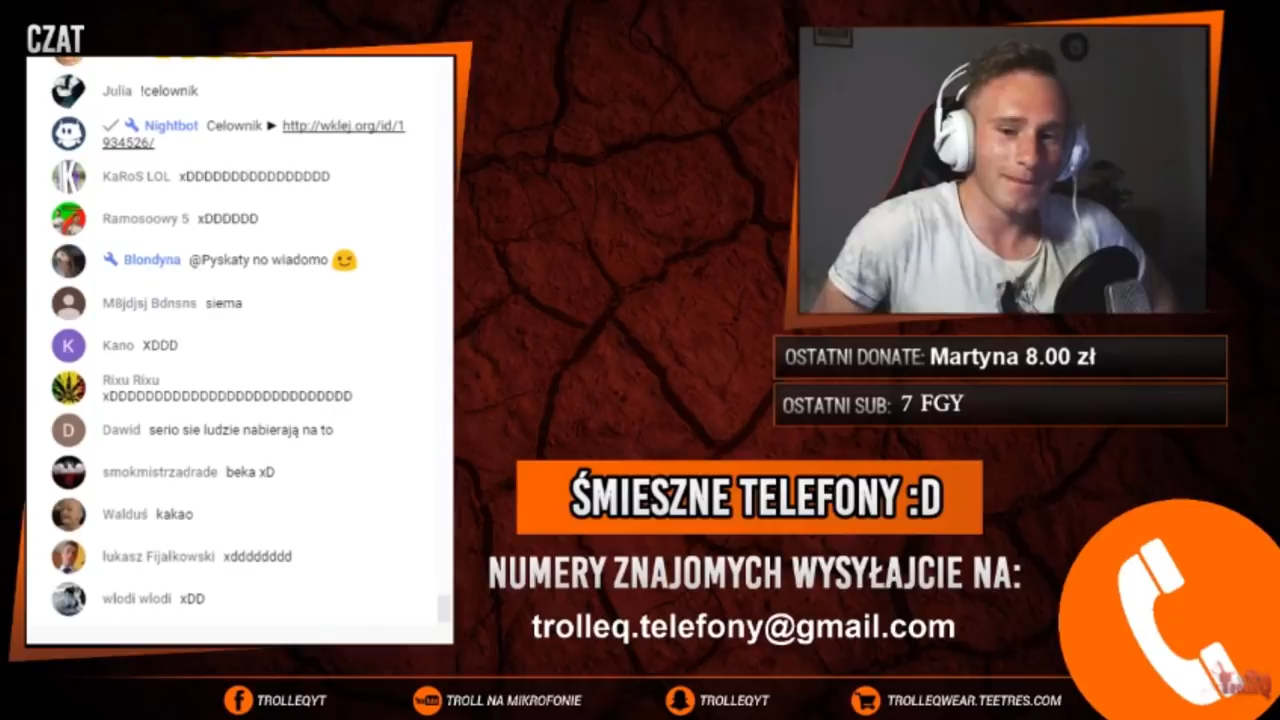 CZAT
Julia !celownik
Nightbot Celownik ► http://wklej.org/id/1
934526/
KaRoS LOL xDDDDDDDDDDDDDDDD
Ramosoowy 5 xDDDDDD
Blondyna @Pyskaty no wiadomo 😉
M8jdjsj Bdnsns siema
K
Kano XDDD
Rixu Rixu
xDDDDDDDDDDDDDDDDDDDDDDDDDDD
D
Dawid serio sie ludzie nabierają na to
smokmistrzadrade beka xD
Walduś kakao
łukasz Fijałkowski xdddddddd
włodi włodi xDD
OSTATNI DONATE: Martyna 8.00 zł
OSTATNI SUB: 7 FGY
ŚMIESZNE TELEFONY :D
NUMERY ZNAJOMYCH WYSYŁAJCIE NA:
trolleq.telefony@gmail.com
TROLLEQYT
TROLL NA MIKROFONIE
TROLLEQYT
TROLLEQWEAR.TEETRES.COM